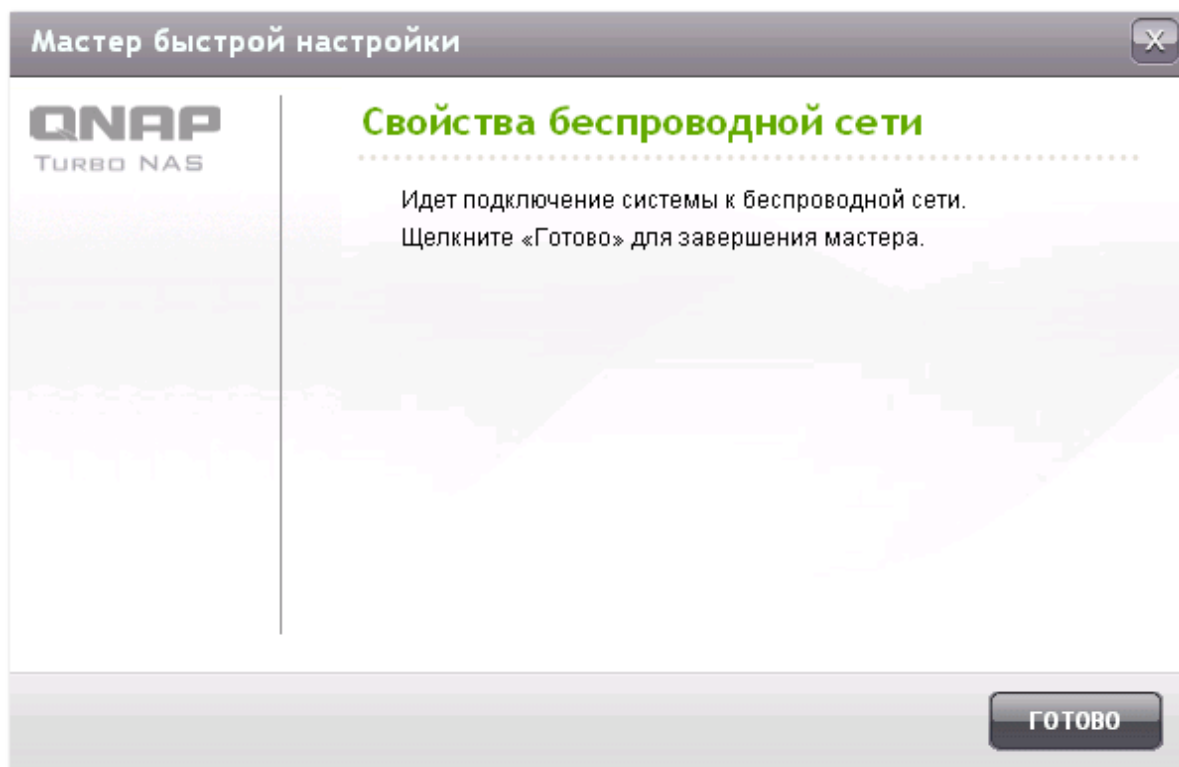 Мастер быстрой настройки
X
QNAP
TURBO NAS
Свойства беспроводной сети
Идет подключение системы к беспроводной сети.
Щелкните «Готово» для завершения мастера.
ГОТОВО